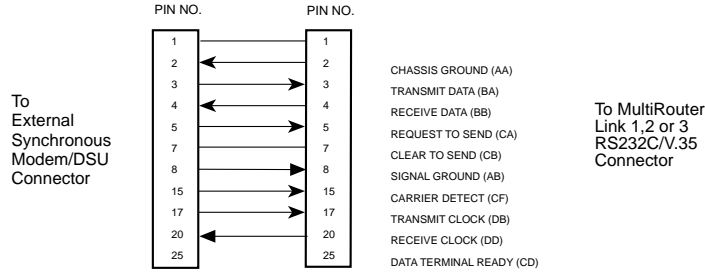 PIN NO. PIN NO.
1 1
2 2
3 3
4 4
5 5
7 7
8 8
15 15
17 17
20 20
25 25
To
External
Synchronous
Modem/DSU
Connector
CHASSIS GROUND (AA)
TRANSMIT DATA (BA)
RECEIVE DATA (BB)
REQUEST TO SEND (CA)
CLEAR TO SEND (CB)
SIGNAL GROUND (AB)
CARRIER DETECT (CF)
TRANSMIT CLOCK (DB)
RECEIVE CLOCK (DD)
DATA TERMINAL READY (CD)
To MultiRouter
Link 1,2 or 3
RS232C/V.35
Connector